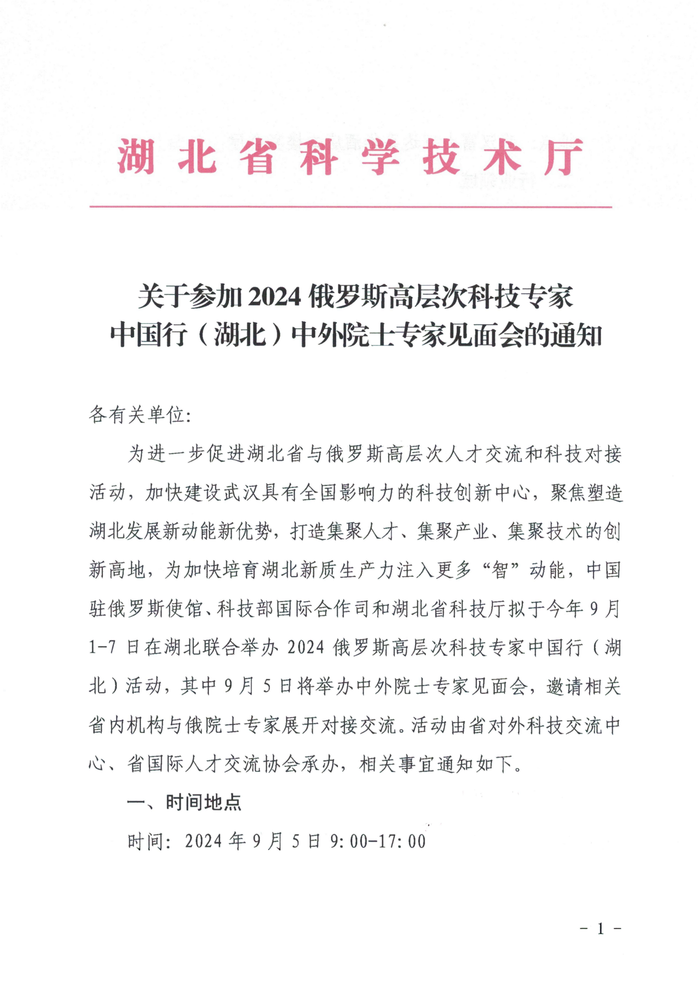 湖北省科学技术厅
关于参加2024俄罗斯高层次科技专家
中国行（湖北）中外院士专家见面会的通知
各有关单位：
为进一步促进湖北省与俄罗斯高层次人才交流和科技对接
活动，加快建设武汉具有全国影响力的科技创新中心，聚焦塑造
湖北发展新动能新优势，打造集聚人才、集聚产业、集聚技术的创
新高地，为加快培育湖北新质生产力注入更多“智”动能，中国
驻俄罗斯使馆、科技部国际合作司和湖北省科技厅拟于今年9月
1-7日在湖北联合举办2024俄罗斯高层次科技专家中国行（湖
北）活动，其中9月5日将举办中外院士专家见面会，邀请相关
省内机构与俄院士专家展开对接交流。活动由省对外科技交流中
心、省国际人才交流协会承办，相关事宜通知如下。
一、时间地点
时间：2024年9月5日9:00-17:00
- 1 -